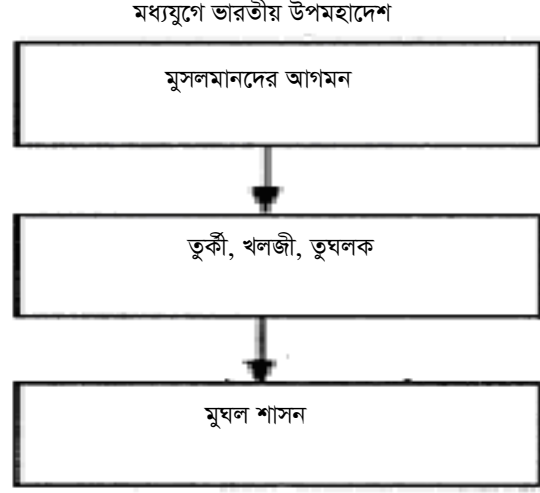 মধ্যযুগে ভারতীয় উপমহাদেশ
মুসলমানদের আগমন
তুর্কী, খলজী, তুঘলক
মুঘল শাসন